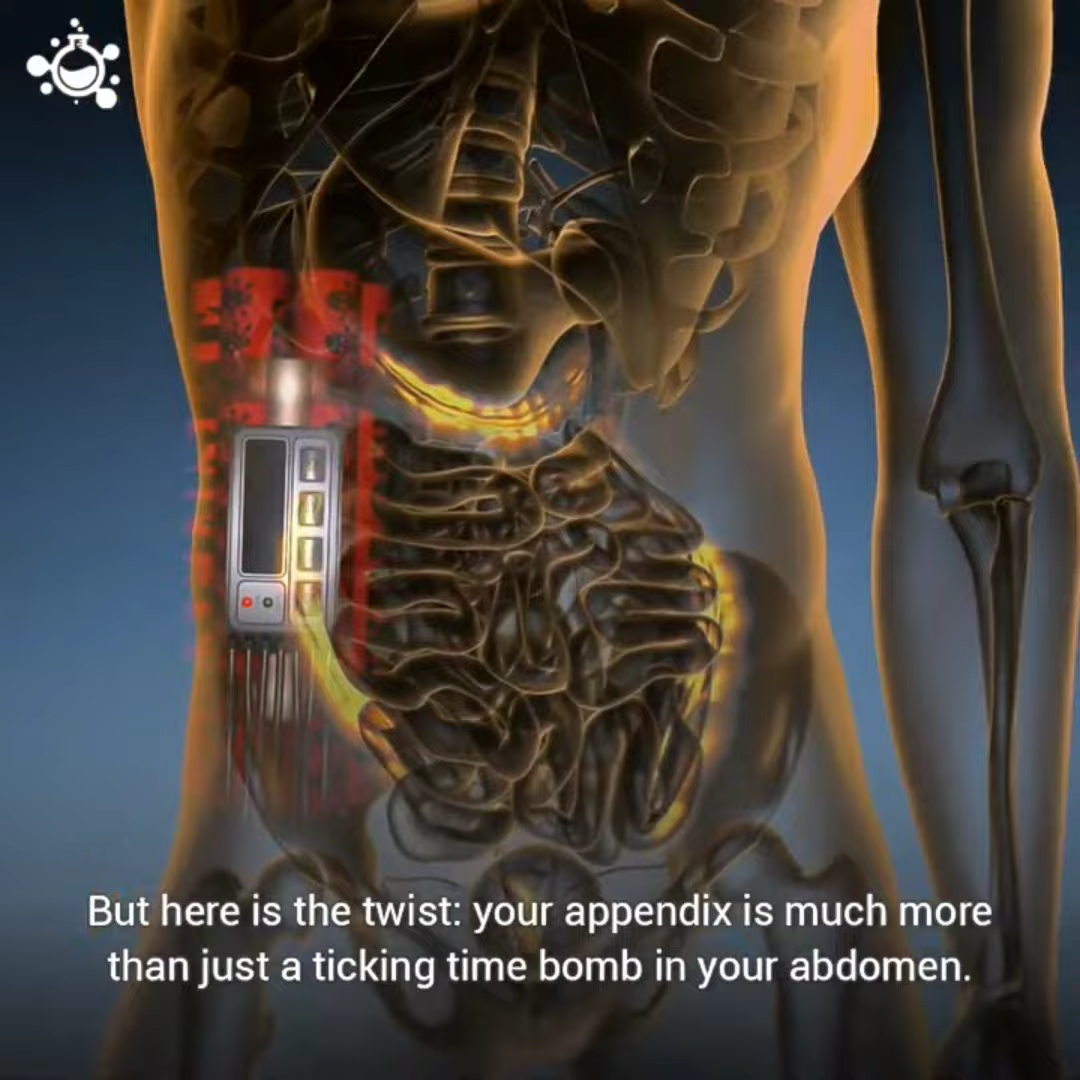 But here is the twist: your appendix is much more
than just a ticking time bomb in your abdomen.